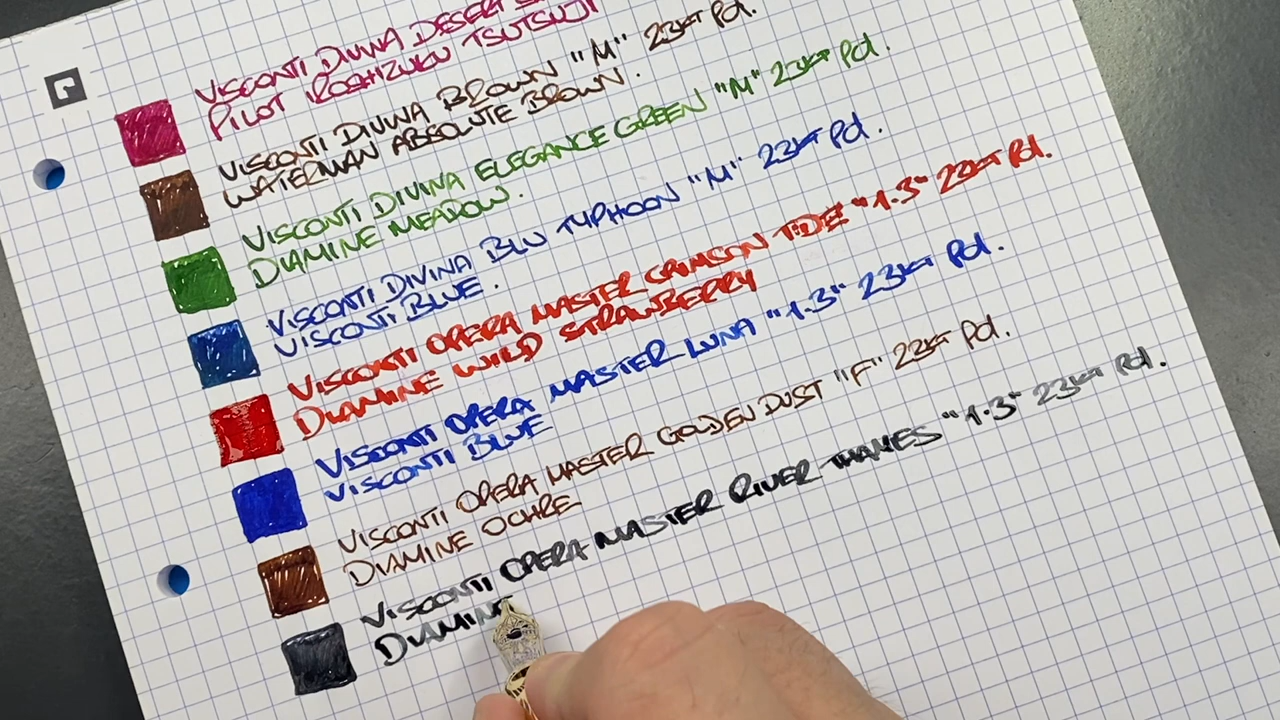 VISCONTI DIVINA DESERT
PILOT IROSHIZUKU TSUTSUJI
VISCONTI DIVINA BROWN "M" 23KT Pd.
WATERMAN ABSOLUTE BROWN.
VISCONTI DIVINA ELEGANCE GREEN "M" 23KT Pd.
DIAMINE MEADOW.
VISCONTI DIVINA BLU TYPHOON "M" 23KT Pd.
VISCONTI BLUE.
VISCONTI OPERA MASTER CRIMSON TIDE "1.3" 23KT Pd.
DIAMINE WILD STRAWBERRY
VISCONTI OPERA MASTER LUNA "1.3" 23KT Pd.
VISCONTI BLUE
VISCONTI OPERA MASTER GOLDEN DUST "F" 23KT Pd.
DIAMINE OCHRE
VISCONTI OPERA MASTER RIVER THAMES "1.3" 23KT Pd.
DIAMINE